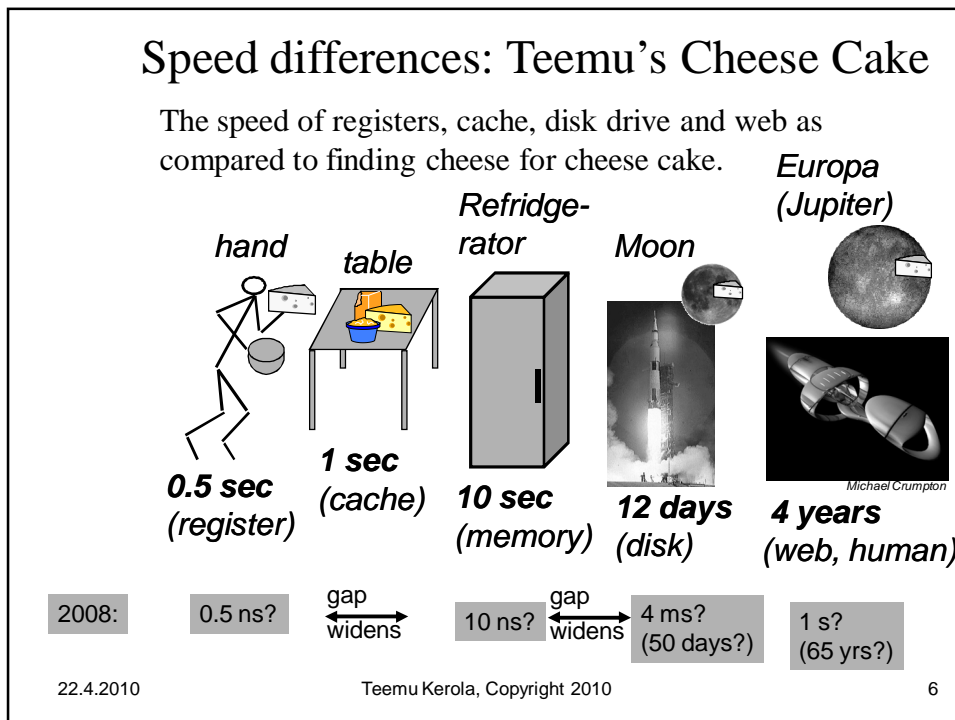 Speed differences: Teemu's Cheese Cake
The speed of registers, cache, disk drive and web as
compared to finding cheese for cheese cake.
hand
table
Refridge-
rator
Moon
Europa
(Jupiter)
0.5 sec
(register)
1 sec
(cache)
10 sec
(memory)
12 days
(disk)
Michael Crumpton
4 years
(web, human)
2008:
0.5 ns?
gap
widens
10 ns?
gap
widens
4 ms?
(50 days?)
1 s?
(65 yrs?)
22.4.2010
Teemu Kerola, Copyright 2010
6